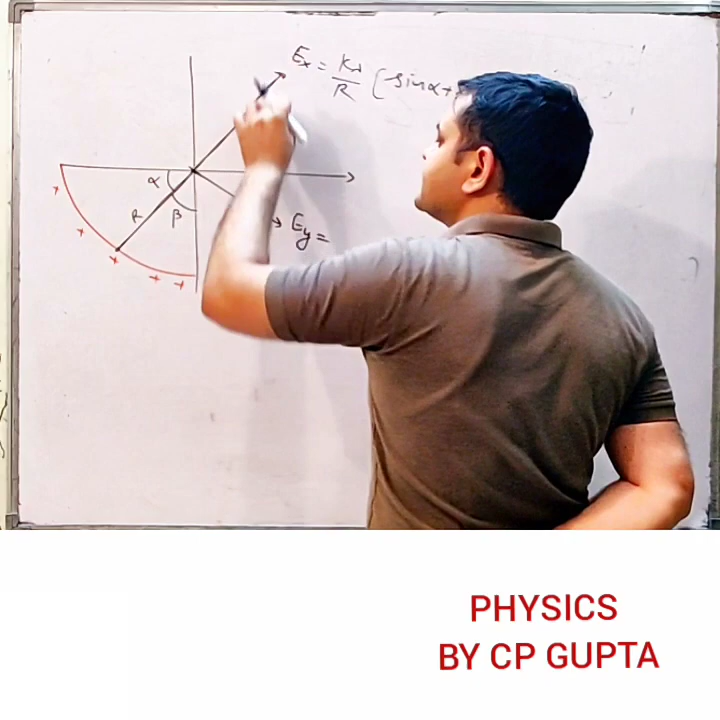 Ex = Kλ/R [sinα+
α
R
β
→ Ey =
+
+
+
+ +
PHYSICS
BY CP GUPTA